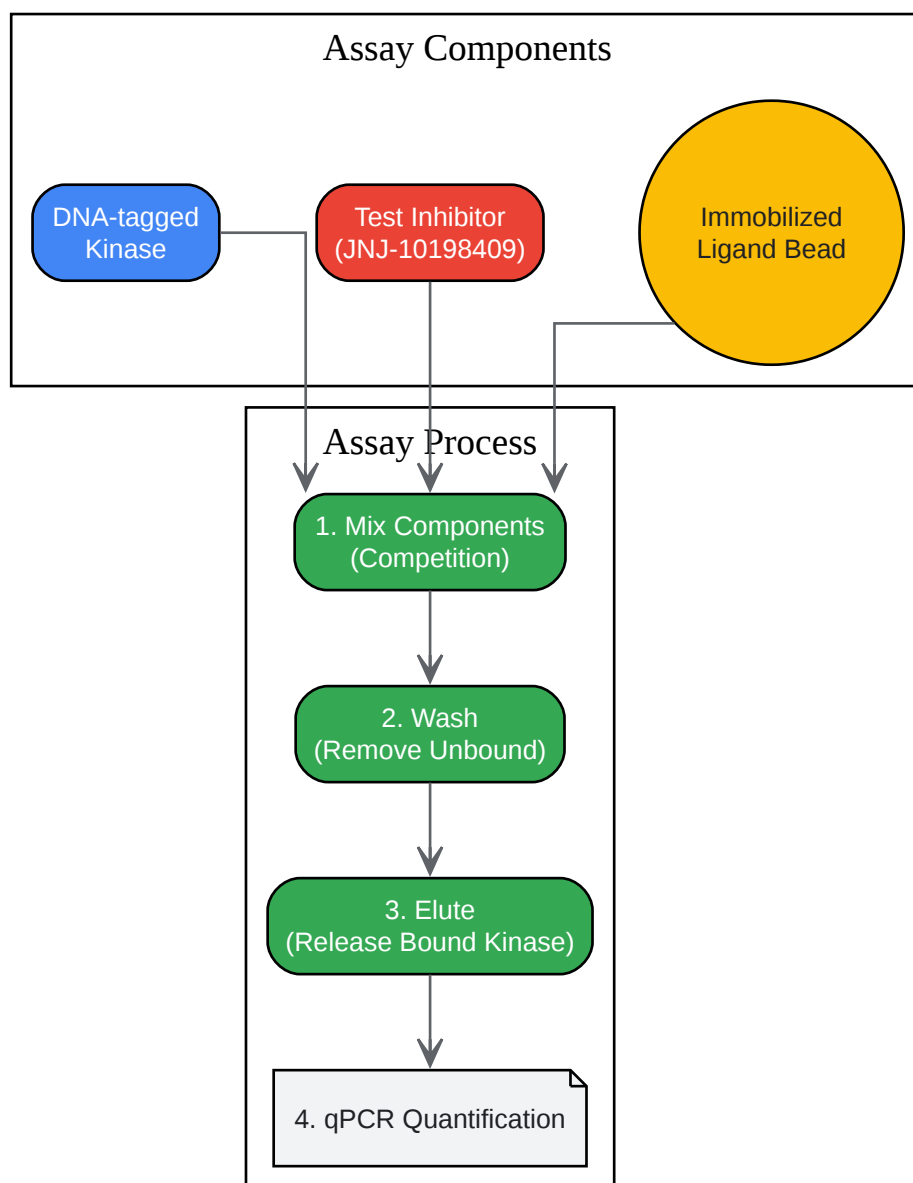 Assay Components
DNA-tagged
Kinase
Test Inhibitor
(JNJ-10198409)
Immobilized
Ligand Bead
Assay Process
1. Mix Components
(Competition)
2. Wash
(Remove Unbound)
3. Elute
(Release Bound Kinase)
4. qPCR Quantification